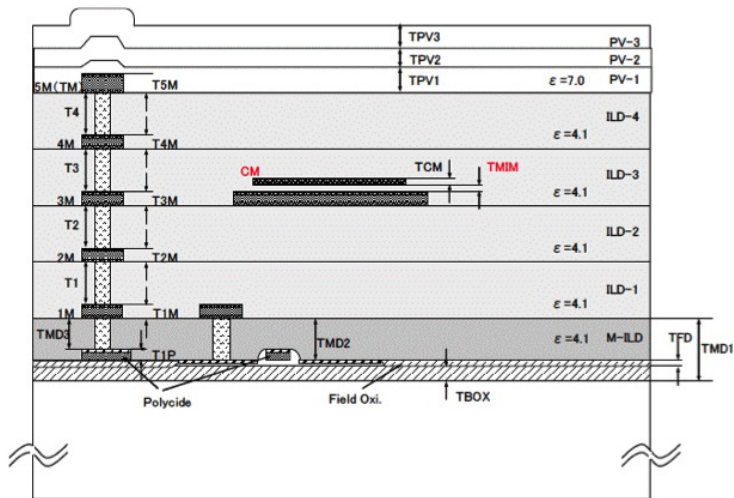 TPV3
PV-3
TPV2
PV-2
5M(TM)
T5M
TPV1
ε=7.0
PV-1
T4
ILD-4
4M
T4M
ε=4.1
T3
CM
TCM
TMIM
ILD-3
3M
T3M
ε=4.1
T2
ILD-2
2M
T2M
ε=4.1
T1
ILD-1
1M
T1M
ε=4.1
TMD3
TMD2
ε=4.1
M-ILD
TFD
TMD1
T1P
Polycide
Field Oxi.
TBOX